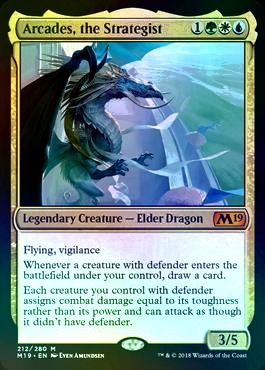 Arcades, the Strategist 1
Legendary Creature — Elder Dragon M19
Flying, vigilance
Whenever a creature with defender enters the
battlefield under your control, draw a card.
Each creature you control with defender
assigns combat damage equal to its toughness
rather than its power and can attack as though
it didn't have defender.
3/5
212/280 M
M19 • EN Even Amundsen
™ & © 2018 Wizards of the Coast